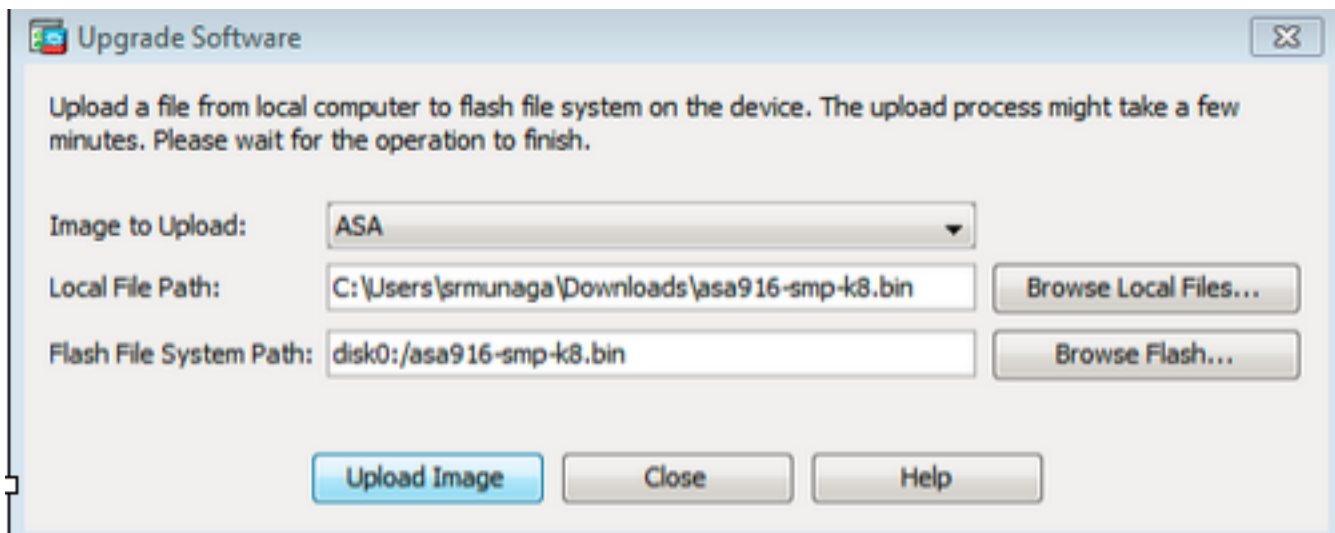 Upgrade Software
Upload a file from local computer to flash file system on the device. The upload process might take a few
minutes. Please wait for the operation to finish.
Image to Upload: ASA
Local File Path: C:\Users\srmunaga\Downloads\asa916-smp-k8.bin Browse Local Files...
Flash File System Path: disk0:/asa916-smp-k8.bin Browse Flash...
Upload Image Close Help